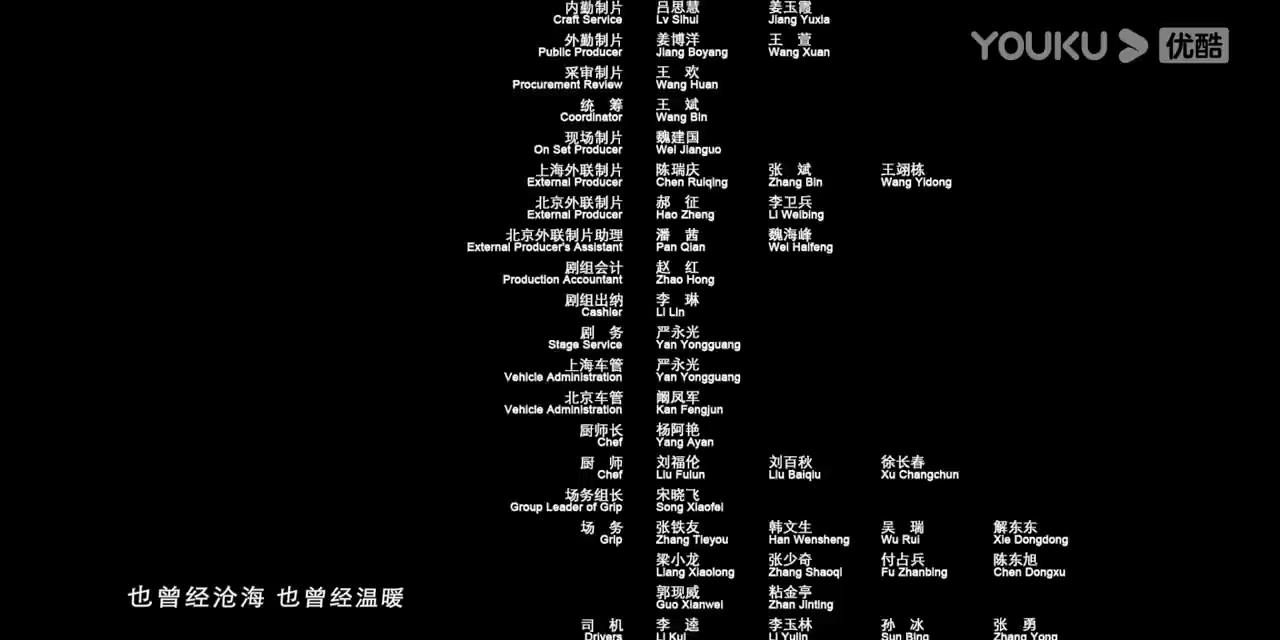 内勤制片 吕思慧 姜玉霞
Craft Service Lv Sihui Jiang Yuxia
外勤制片 姜博洋 王 萱
Public Producer Jiang Boyang Wang Xuan
YOUKU 优酷
采审制片 王 欢
Procurement Review Wang Huan
统 筹 王 斌
Coordinator Wang Bin
现场制片 魏建国
On Set Producer Wei Jianguo
上海外联制片 陈瑞庆 张 斌 王翊栋
External Producer Chen Ruiqing Zhang Bin Wang Yidong
北京外联制片 郝 征 李卫兵
External Producer Hao Zheng Li Weibing
北京外联制片助理 潘 茜 魏海峰
External Producer's Assistant Pan Qian Wei Haifeng
剧组会计 赵 红
Production Accountant Zhao Hong
剧组出纳 李 琳
Cashier Li Lin
剧 务 严永光
Stage Service Yan Yongguang
上海车管 严永光
Vehicle Administration Yan Yongguang
北京车管 阚凤军
Vehicle Administration Kan Fengjun
厨师长 杨阿艳
Chef Yang Ayan
厨 师 刘福伦 刘百秋 徐长春
Chef Liu Fulun Liu Baiqiu Xu Changchun
场务组长 宋晓飞
Group Leader of Grip Song Xiaofei
场 务 张铁友 韩文生 吴 瑞 解东东
Grip Zhang Tieyou Han Wensheng Wu Rui Xie Dongdong
梁小龙 张少奇 付占兵 陈东旭
Liang Xiaolong Zhang Shaoqi Fu Zhanbing Chen Dongxu
郭现威 粘金亭
Guo Xianwei Zhan Jinting
也曾经沧海 也曾经温暖
司 机 李 逵 李玉林 孙 冰 张 勇
Drivers Li Kui Li Yulin Sun Bing Zhang Yong